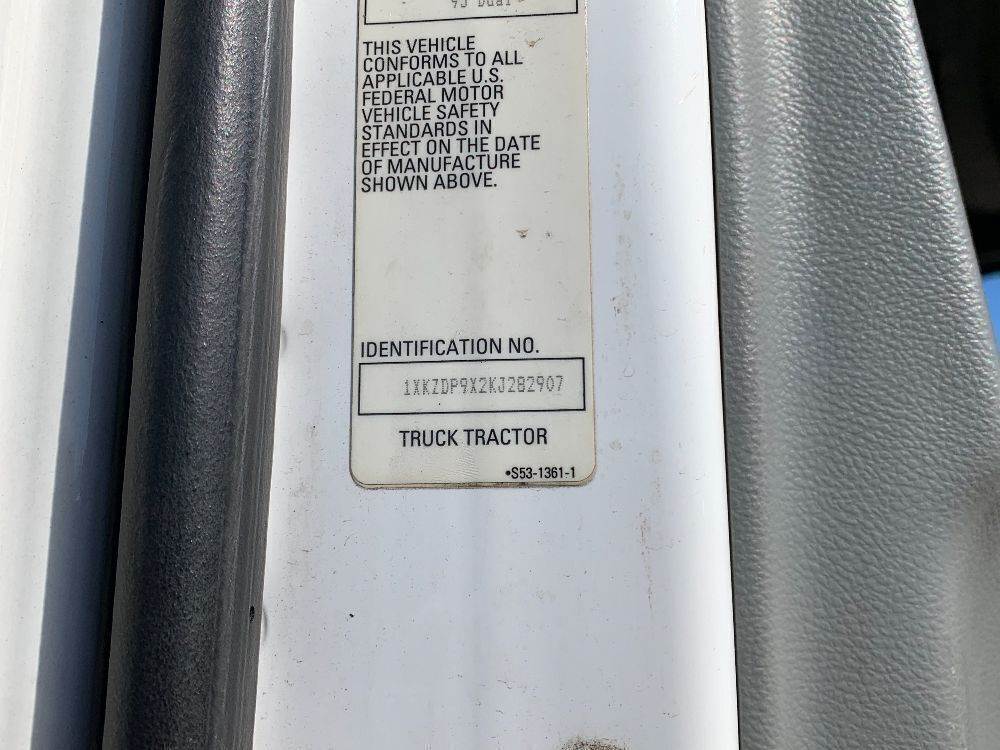 THIS VEHICLE
CONFORMS TO ALL
APPLICABLE U.S.
FEDERAL MOTOR
VEHICLE SAFETY
STANDARDS IN
EFFECT ON THE DATE
OF MANUFACTURE
SHOWN ABOVE.
IDENTIFICATION NO.
1XKZDP9X2KJ282907
TRUCK TRACTOR
•S53-1361-1